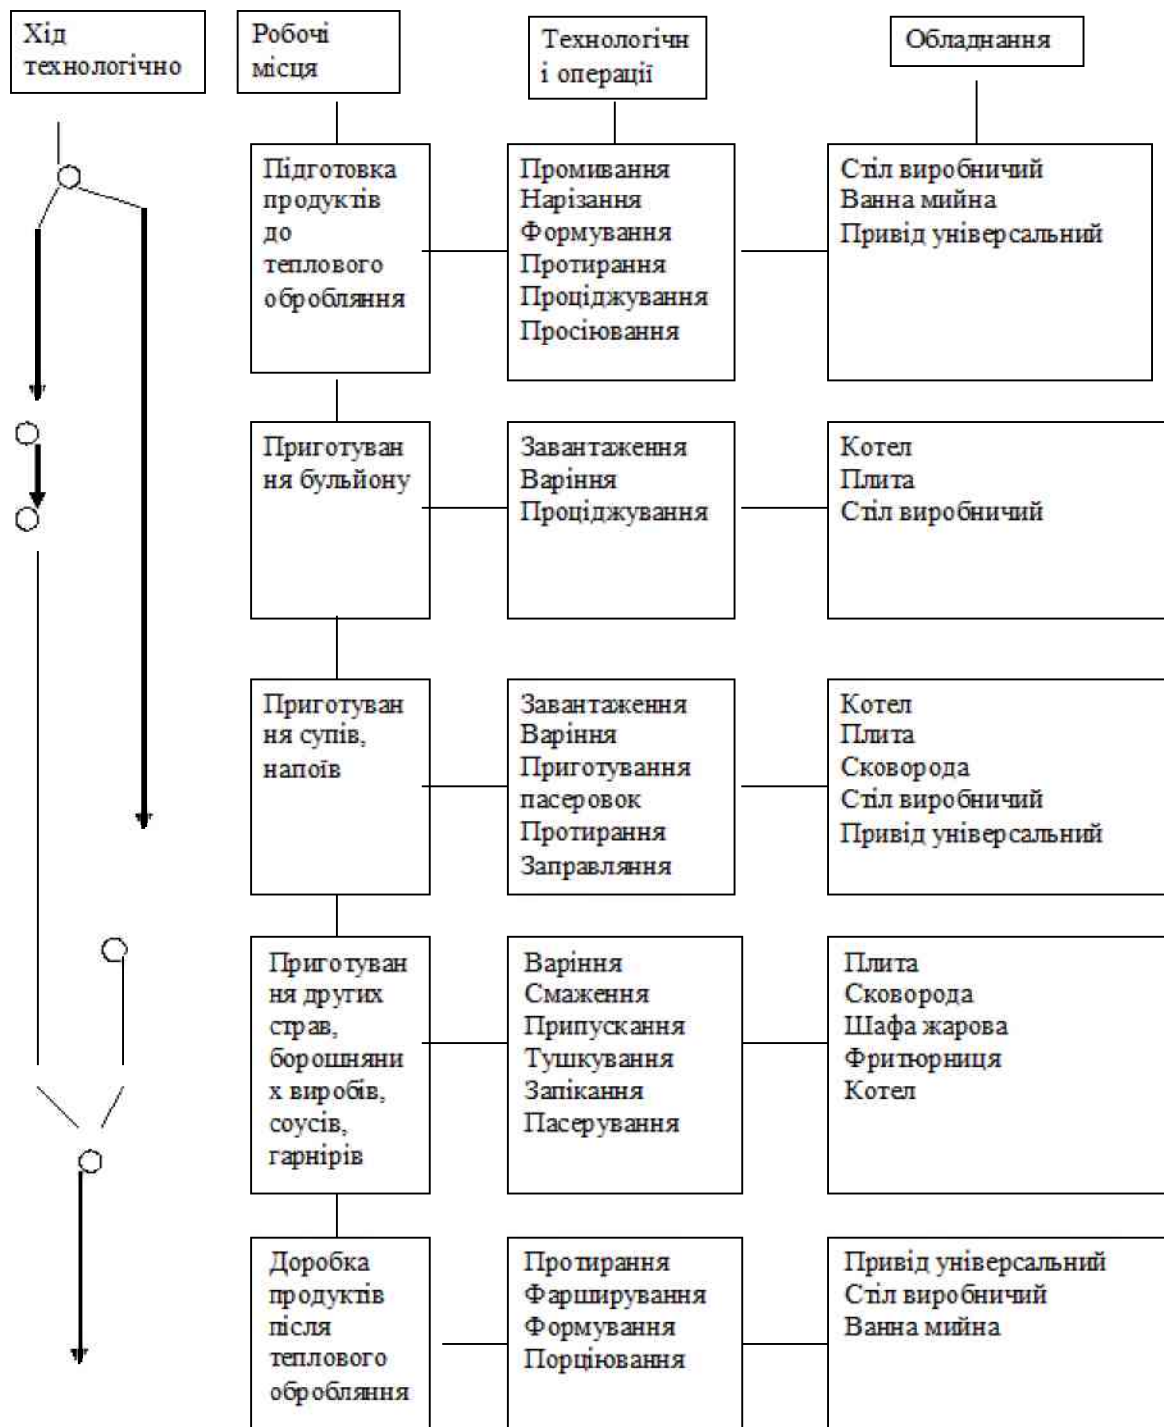 Хід
технологічно
Робочі
місця
Технологічн
і операції
Обладнання
Підготовка
продуктів
до
теплового
обробляння
Промивання
Нарізання
Формування
Протирання
Проціджування
Просіювання
Стіл виробничий
Ванна мийна
Привід універсальний
Приготуван
ня бульйону
Завантаження
Варіння
Проціджування
Котел
Плита
Стіл виробничий
Приготуван
ня супів,
напоїв
Завантаження
Варіння
Приготування
пасеровок
Протирання
Заправляння
Котел
Плита
Сковорода
Стіл виробничий
Привід універсальний
Приготуван
ня других
страв,
борошняни
х виробів,
соусів,
гарнірів
Варіння
Смаження
Припускання
Тушкування
Запікання
Пасерування
Плита
Сковорода
Шафа жарова
Фритюрниця
Котел
Доробка
продуктів
після
теплового
обробляння
Протирання
Фарширування
Формування
Порціювання
Привід універсальний
Стіл виробничий
Ванна мийна